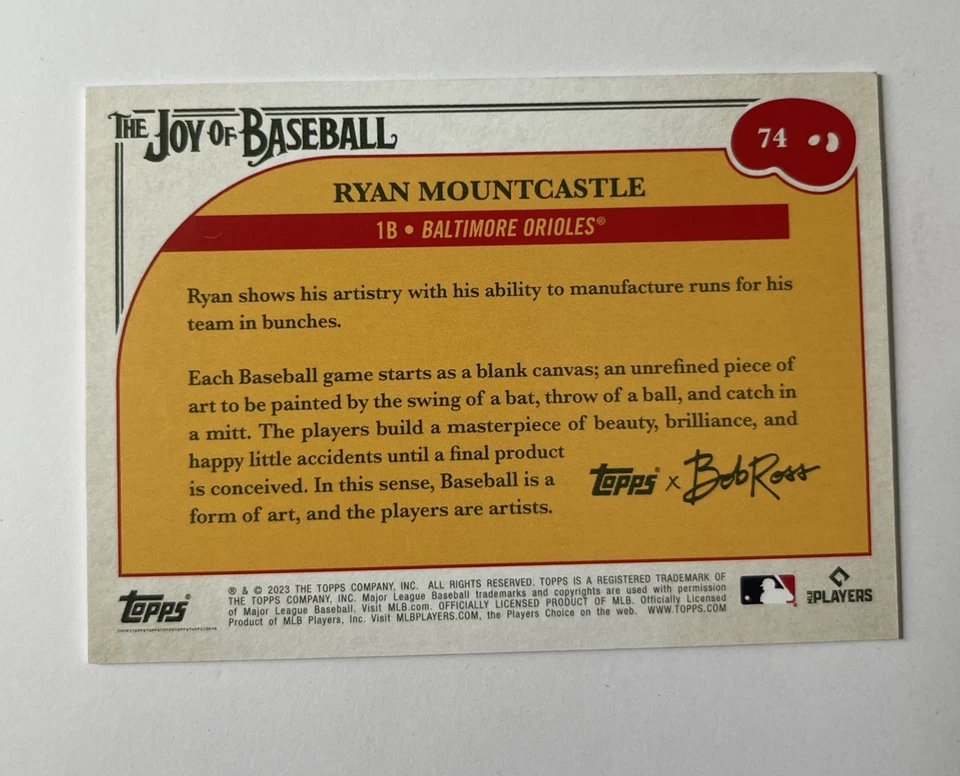 THE JOY OF BASEBALL
74
RYAN MOUNTCASTLE
1B • BALTIMORE ORIOLES®
Ryan shows his artistry with his ability to manufacture runs for his
team in bunches.
Each Baseball game starts as a blank canvas; an unrefined piece of
art to be painted by the swing of a bat, throw of a ball, and catch in
a mitt. The players build a masterpiece of beauty, brilliance, and
happy little accidents until a final product
is conceived. In this sense, Baseball is a
form of art, and the players are artists.
Topps® x Bob Ross
Topps®
® & © 2023 THE TOPPS COMPANY, INC. ALL RIGHTS RESERVED. TOPPS IS A REGISTERED TRADEMARK OF
THE TOPPS COMPANY, INC. Major League Baseball trademarks and copyrights are used with permission
of Major League Baseball. Visit MLB.com. OFFICIALLY LICENSED PRODUCT OF MLB. Officially Licensed
Product of MLB Players, Inc. Visit MLBPLAYERS.COM, the Players Choice on the web. WWW.TOPPS.COM
MLB PLAYERS